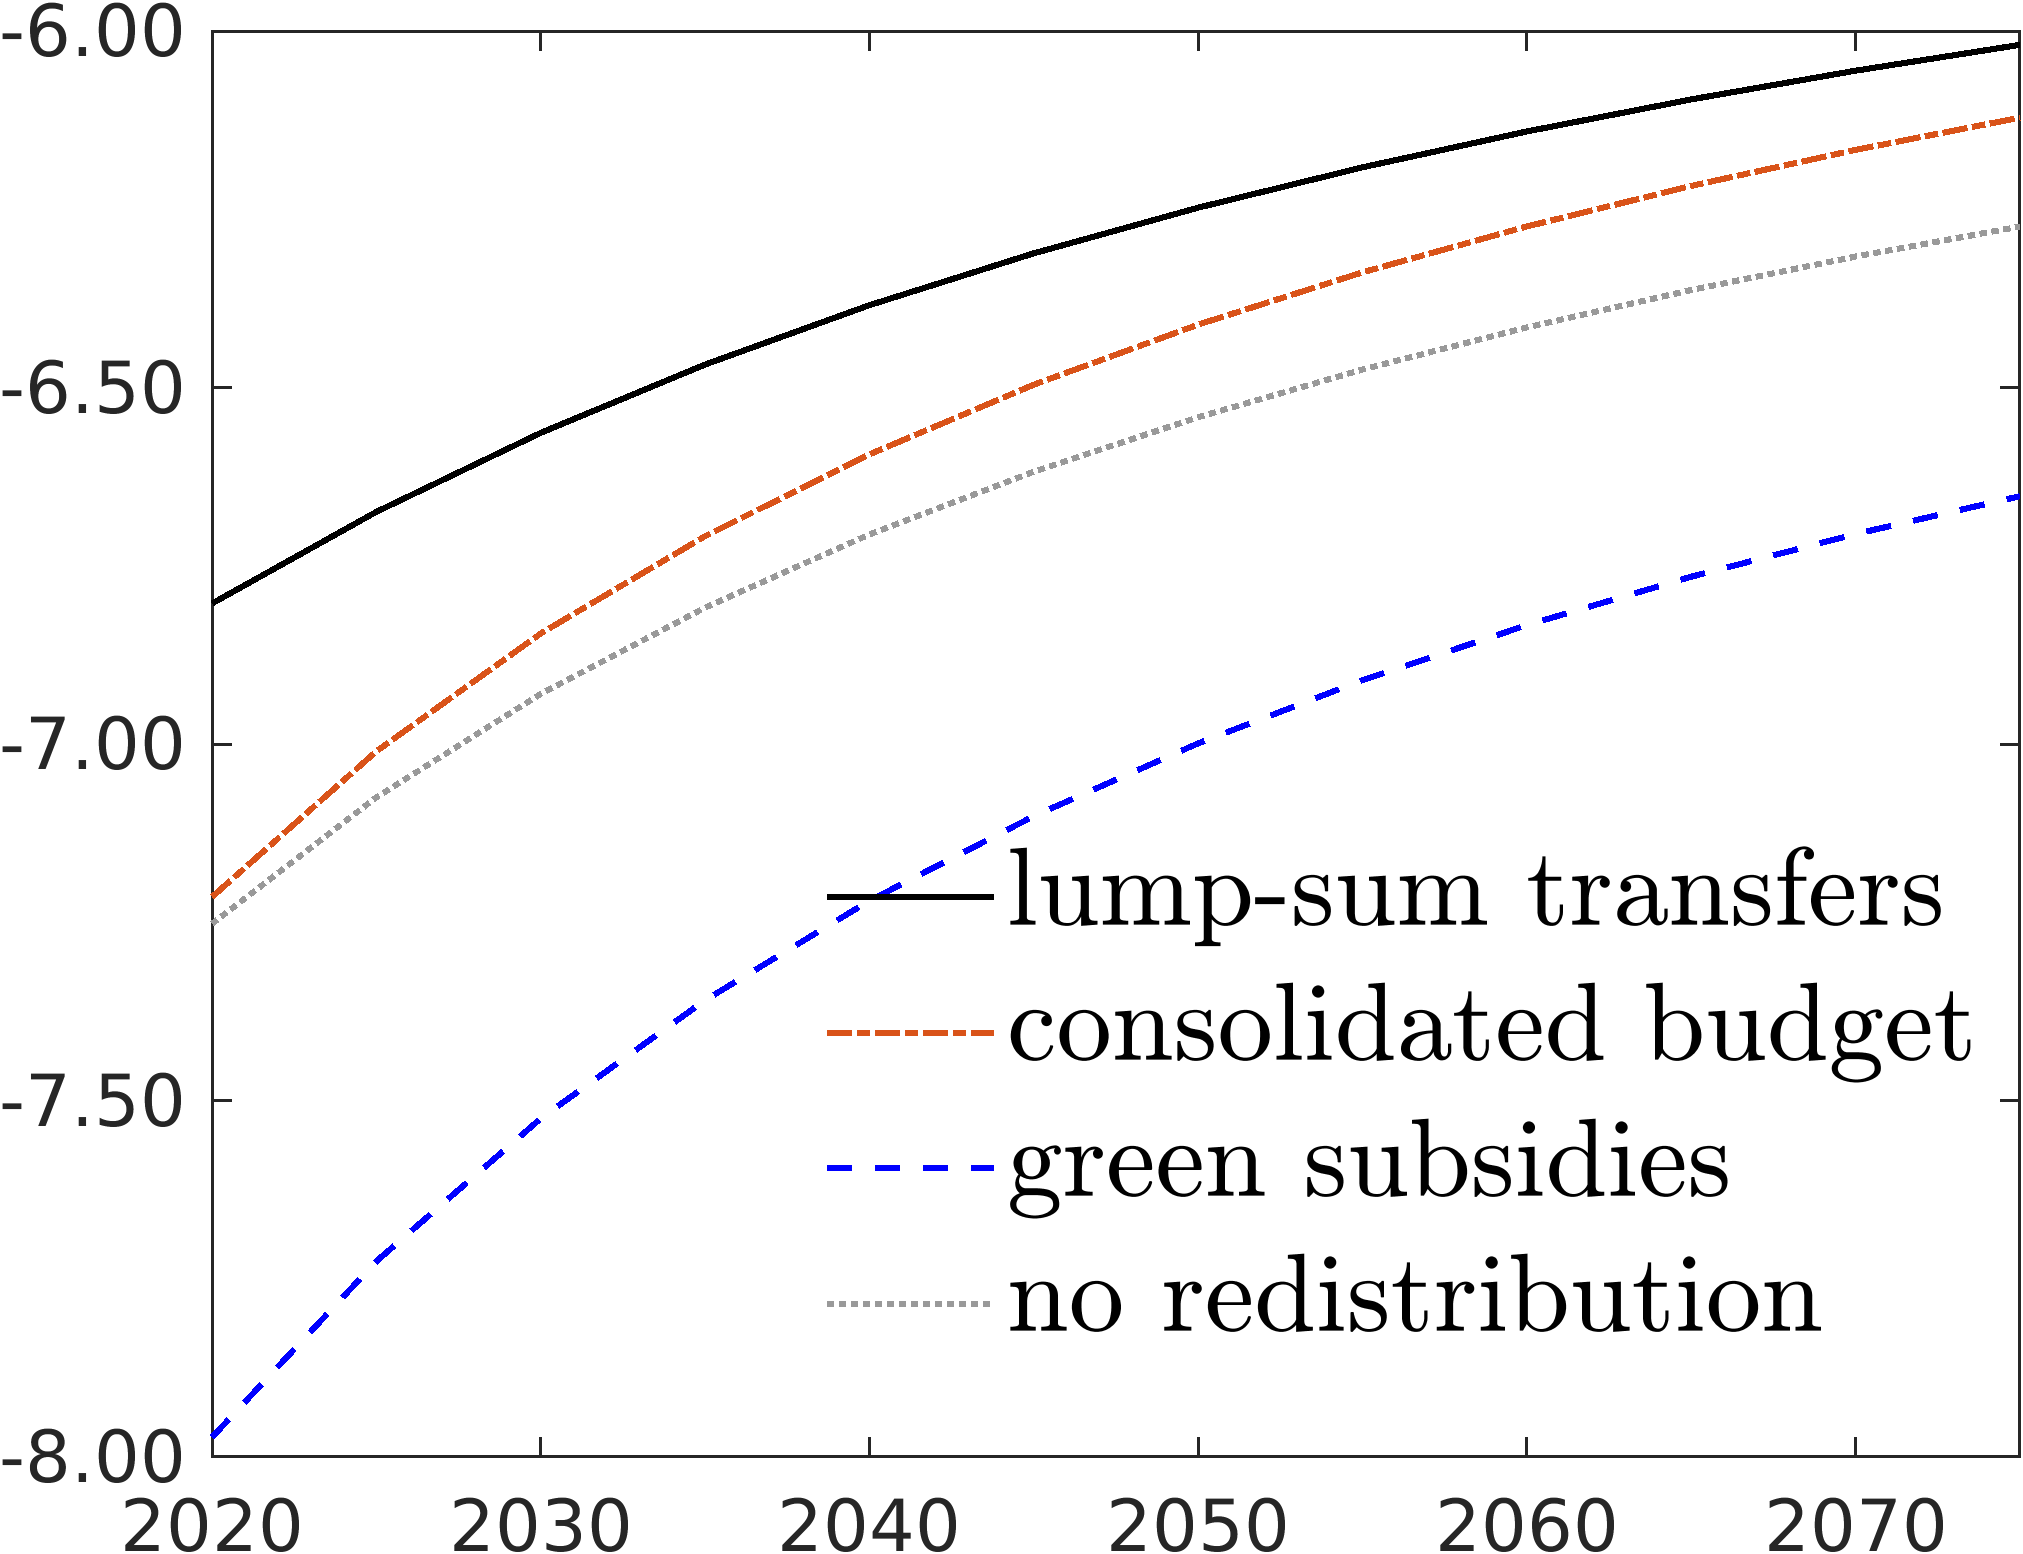 -6.00
-6.50
-7.00
-7.50
-8.00
lump-sum transfers
consolidated budget
green subsidies
no redistribution
2020 2030 2040 2050 2060 2070